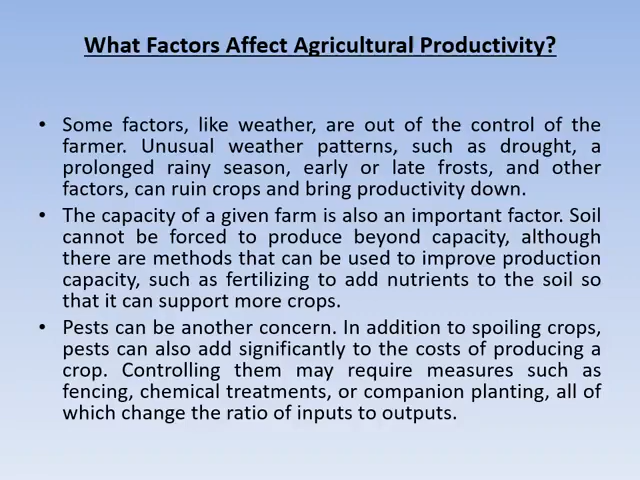 What Factors Affect Agricultural Productivity?
• Some factors, like weather, are out of the control of the
farmer. Unusual weather patterns, such as drought, a
prolonged rainy season, early or late frosts, and other
factors, can ruin crops and bring productivity down.
• The capacity of a given farm is also an important factor. Soil
cannot be forced to produce beyond capacity, although
there are methods that can be used to improve production
capacity, such as fertilizing to add nutrients to the soil so
that it can support more crops.
• Pests can be another concern. In addition to spoiling crops,
pests can also add significantly to the costs of producing a
crop. Controlling them may require measures such as
fencing, chemical treatments, or companion planting, all of
which change the ratio of inputs to outputs.